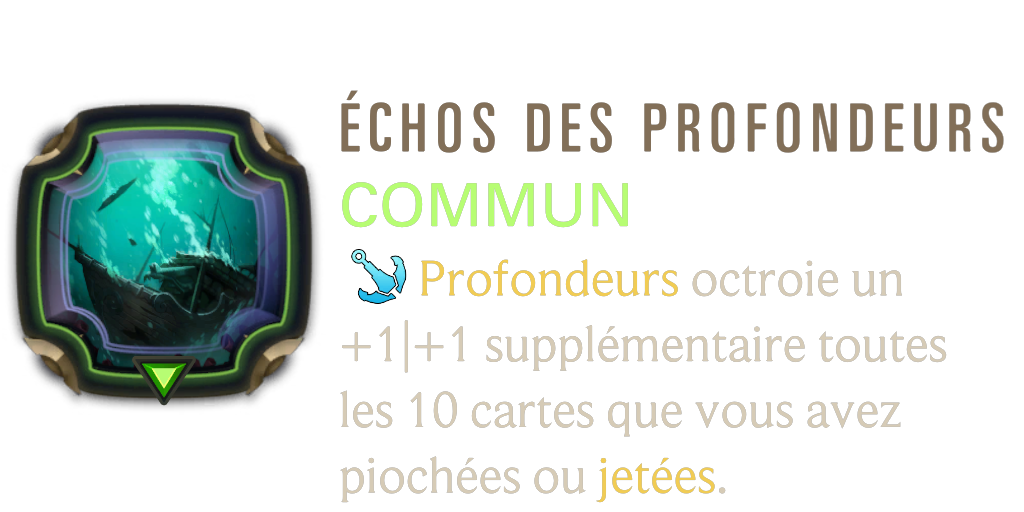 ÉCHOS DES PROFONDEURS
COMMUN
Profondeurs octroie un
+1|+1 supplémentaire toutes
les 10 cartes que vous avez
piochées ou jetées.